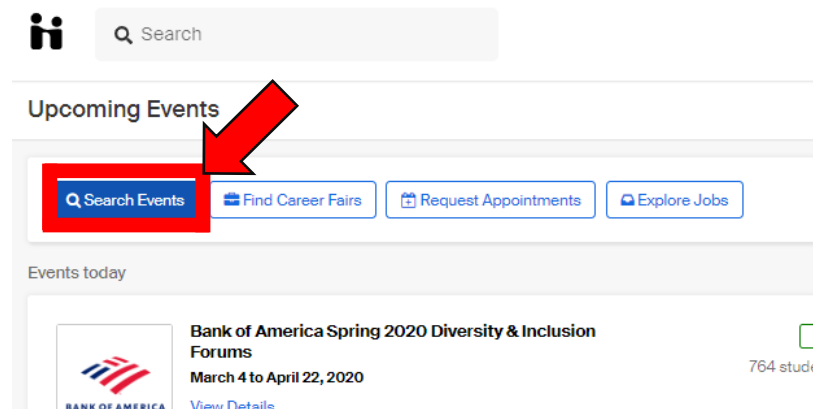 Search
Upcoming Events
Search Events Find Career Fairs Request Appointments Explore Jobs
Events today
Bank of America Spring 2020 Diversity & Inclusion
Forums
March 4 to April 22, 2020
764
BANK OF AMERICA
View Details